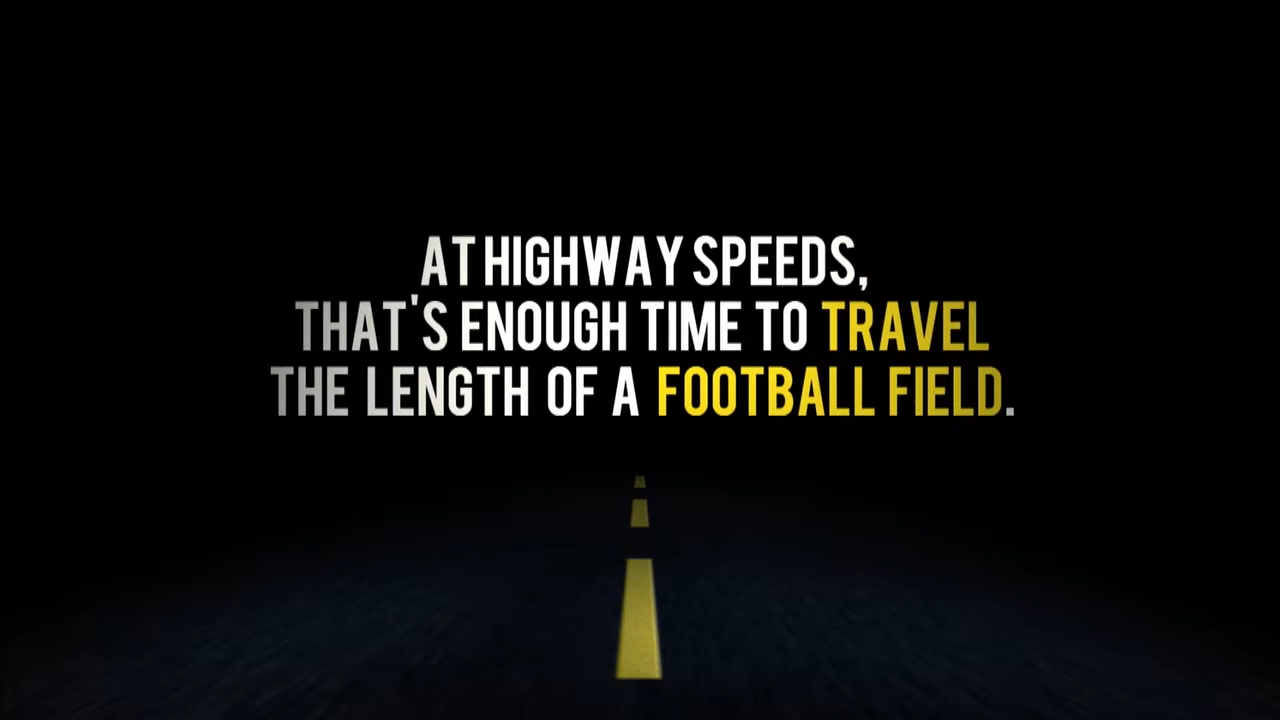 AT HIGHWAY SPEEDS,
THAT'S ENOUGH TIME TO TRAVEL
THE LENGTH OF A FOOTBALL FIELD.